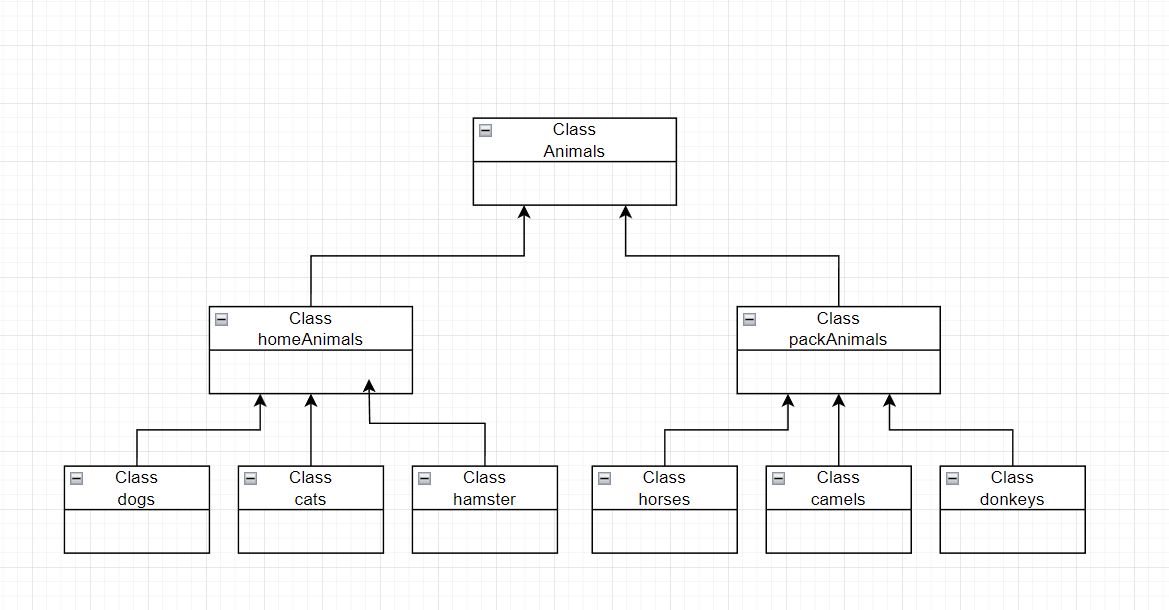 Class
Animals
Class
homeAnimals
Class
packAnimals
Class
dogs
Class
cats
Class
hamster
Class
horses
Class
camels
Class
donkeys